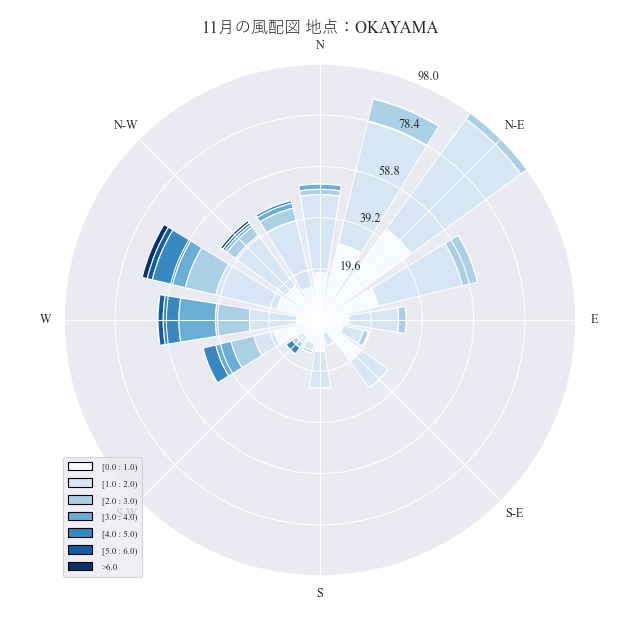 11月の風配図 地点：OKAYAMA
N
98.0
N-W
78.4
N-E
58.8
39.2
19.6
W
E
[0.0 : 1.0)
[1.0 : 2.0)
[2.0 : 3.0)
S-W
[3.0 : 4.0)
S-E
[4.0 : 5.0)
[5.0 : 6.0)
>6.0
S